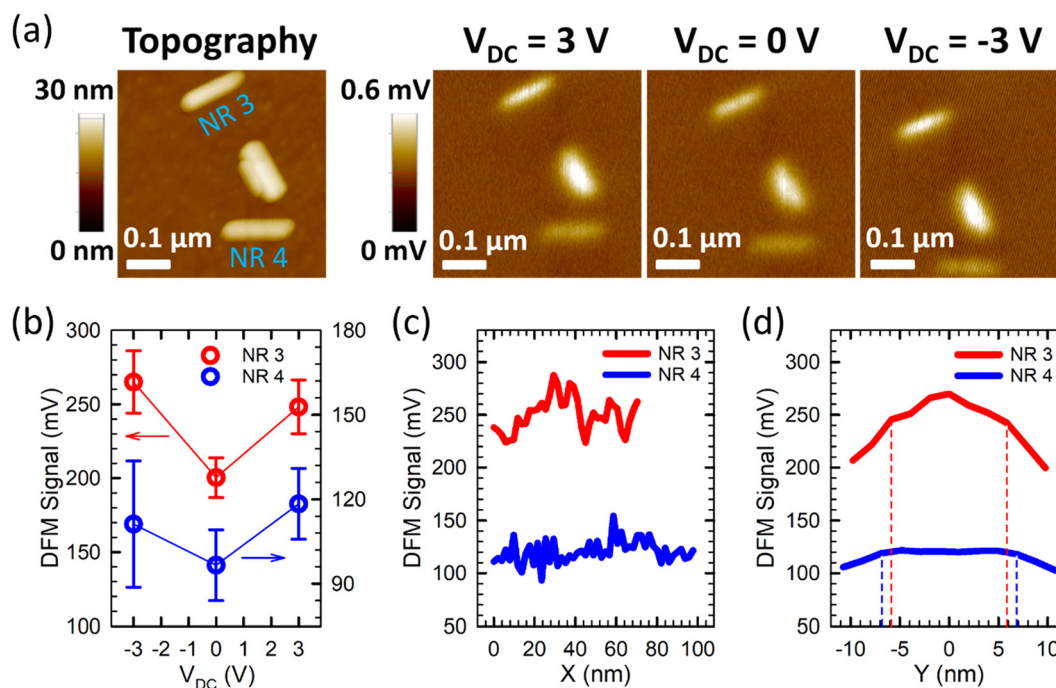 (a)
Topography
V_DC = 3 V
V_DC = 0 V
V_DC = -3 V
30 nm
0 nm
NR 3
NR 4
0.1 μm
0.6 mV
0 mV
0.1 μm
0.1 μm
0.1 μm
(b)
300
250
200
150
100
DFM Signal (mV)
180
150
120
90
DFM Signal (mV)
NR 3
NR 4
-3 -2 -1 0 1 2 3
V_DC (V)
(c)
300
250
200
150
100
50
DFM Signal (mV)
NR 3
NR 4
0 20 40 60 80 100
X (nm)
(d)
300
250
200
150
100
50
DFM Signal (mV)
NR 3
NR 4
-10 -5 0 5 10
Y (nm)